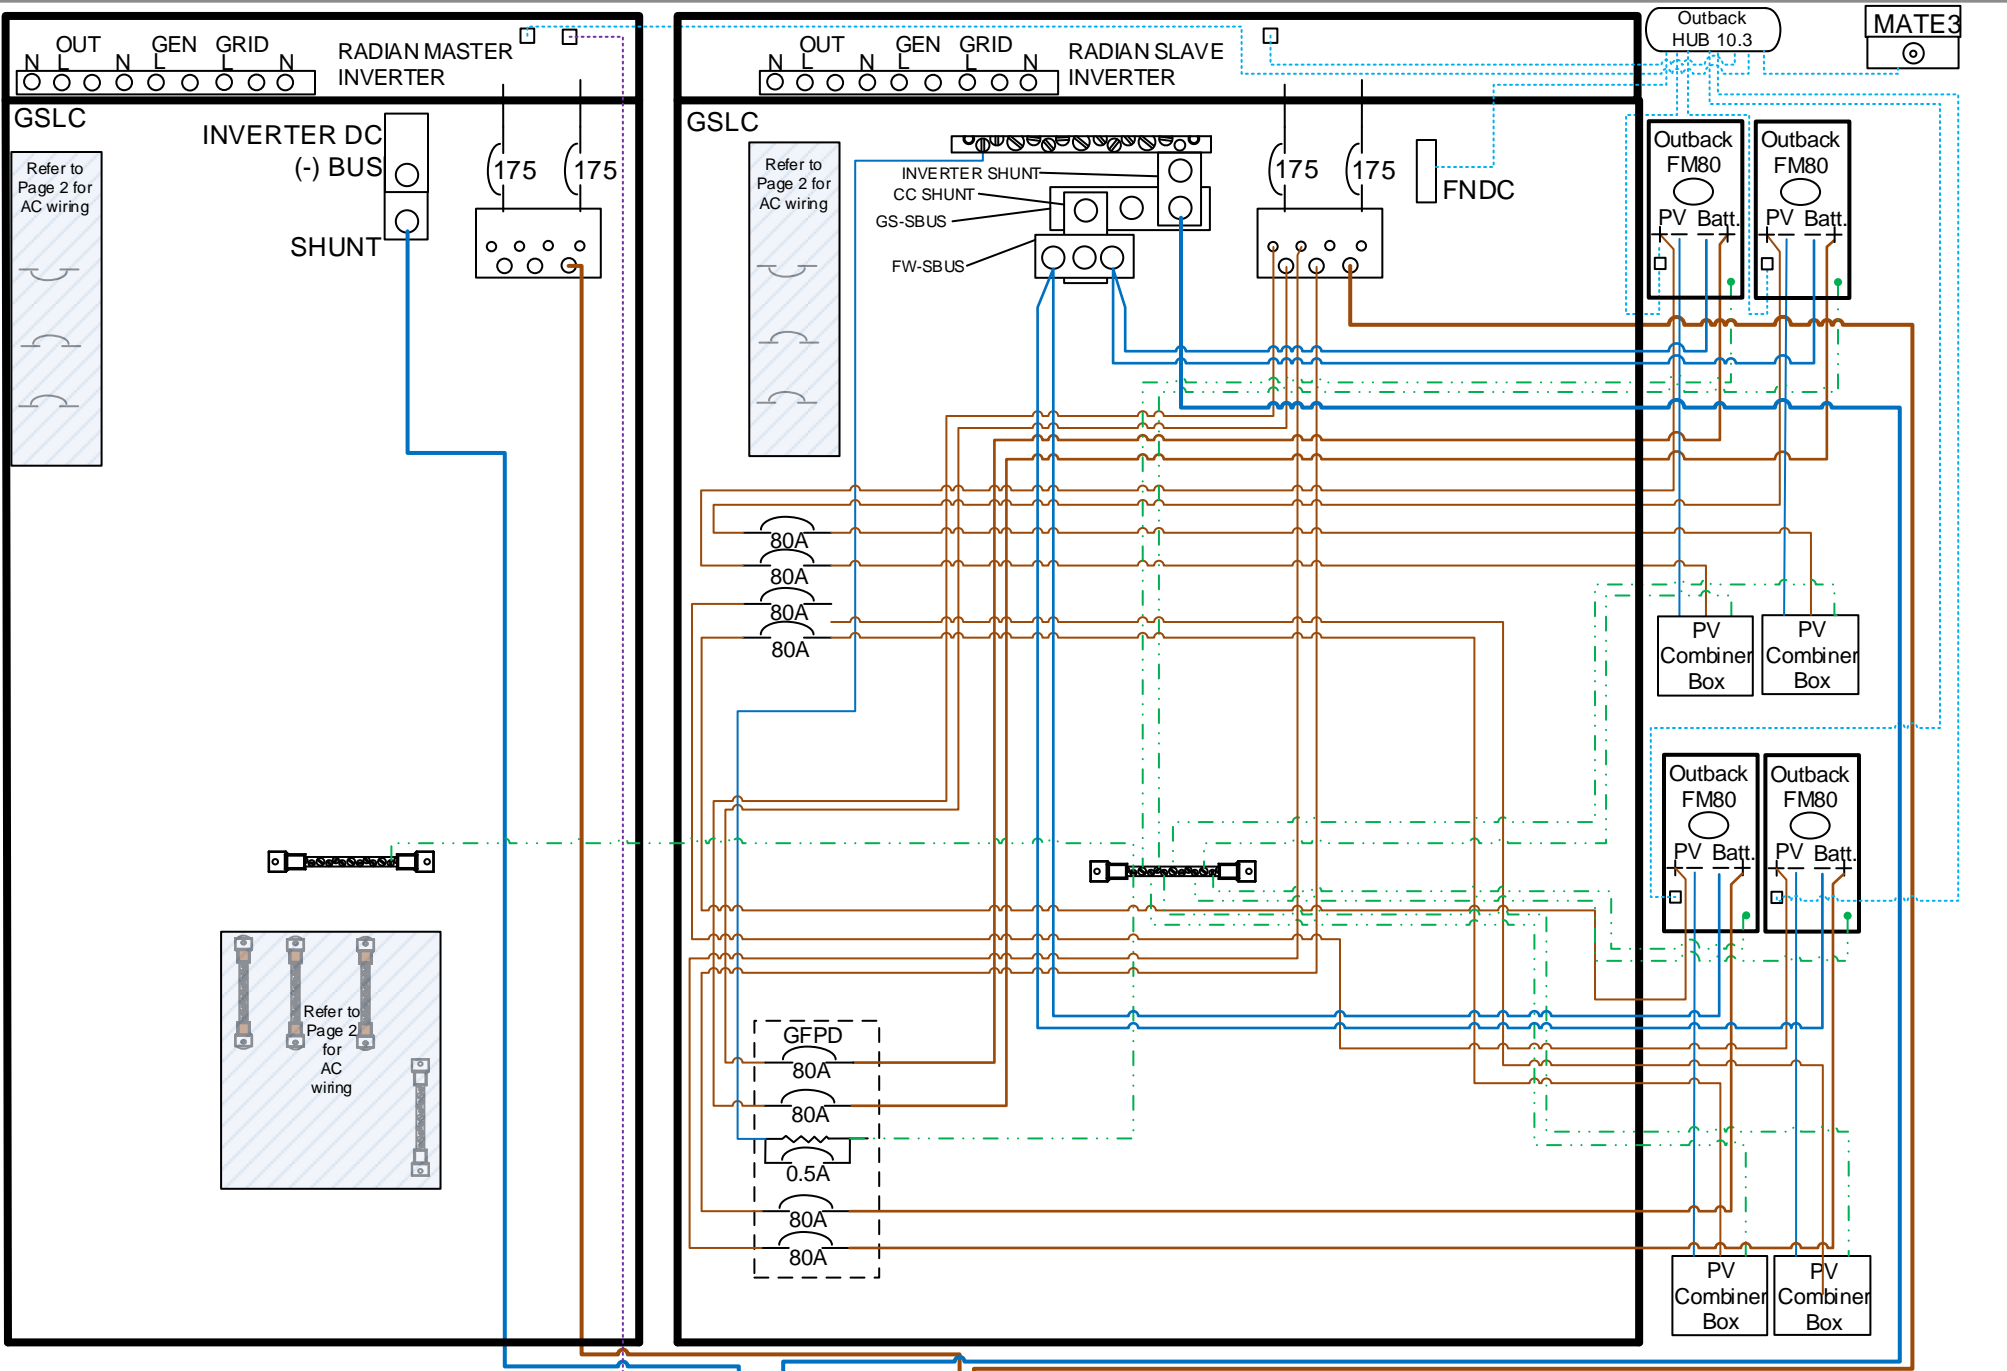 OUT GEN GRID
N L N L L N
RADIAN MASTER
INVERTER
OUT GEN GRID
N L N L L N
RADIAN SLAVE
INVERTER
Outback
HUB 10.3
MATE3
GSLC
Refer to
Page 2 for
AC wiring
INVERTER DC
(-) BUS
SHUNT
175
175
GSLC
Refer to
Page 2 for
AC wiring
INVERTER SHUNT
CC SHUNT
GS-SBUS
FW-SBUS
175
175
FNDC
Outback
FM80
PV Batt.
+ - - +
Outback
FM80
PV Batt.
+ - - +
80A
80A
80A
80A
PV
Combiner
Box
PV
Combiner
Box
Outback
FM80
PV Batt.
+ - - +
Outback
FM80
PV Batt.
+ - - +
Refer to
Page 2
for
AC
wiring
GFPD
80A
80A
0.5A
80A
80A
PV
Combiner
Box
PV
Combiner
Box